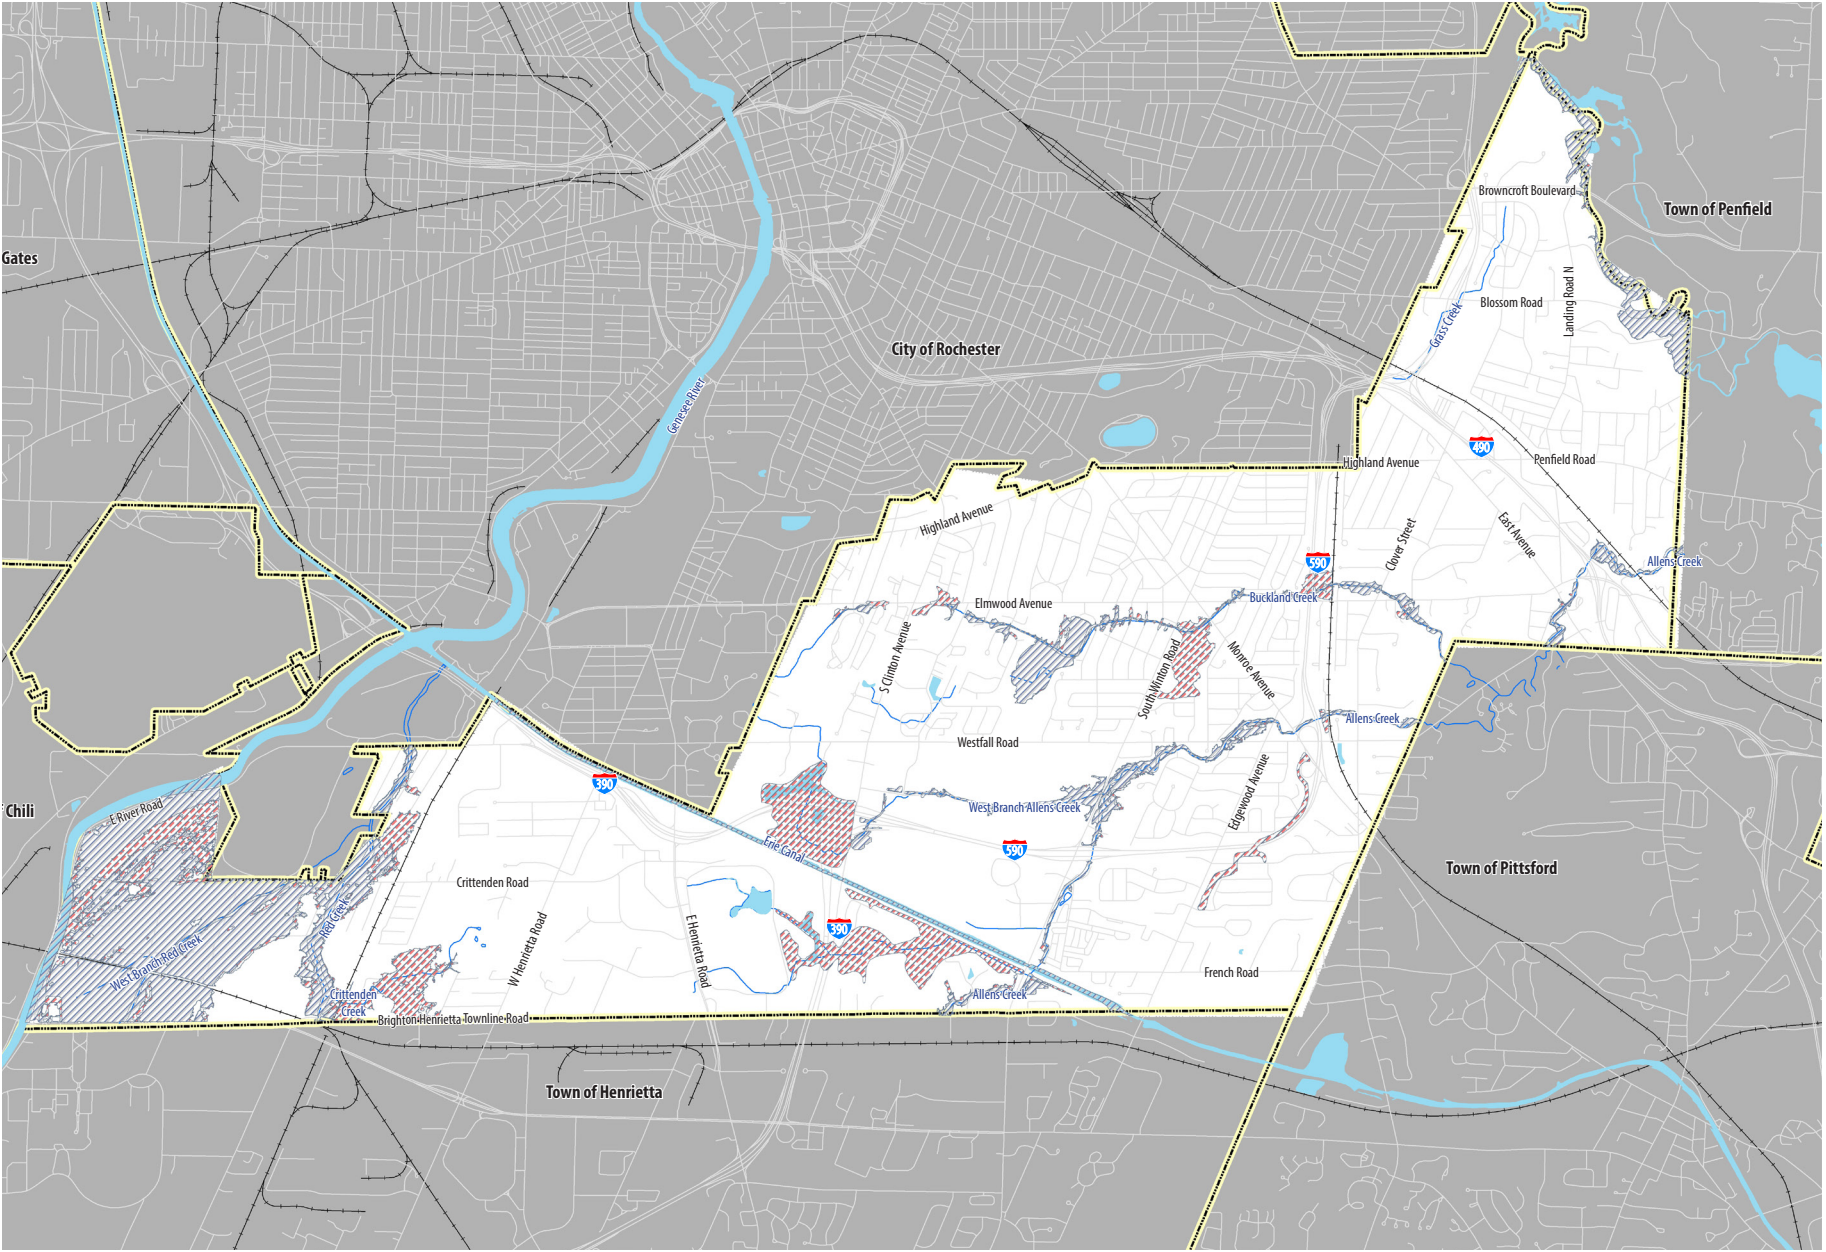 Browncroft Boulevard
Town of Penfield
Gates
Landing Road N
Blossom Road
Grass Creek
City of Rochester
Genesee River
490
Highland Avenue
Penfield Road
Highland Avenue
East Avenue
Clover Street
590
Allens Creek
Buckland Creek
Elmwood Avenue
S Clinton Avenue
South Winton Road
Monroe Avenue
Allens Creek
Westfall Road
390
Edgewood Avenue
Chili
E River Road
West Branch Allens Creek
Erie Canal
590
Town of Pittsford
Crittenden Road
Red Creek
W Henrietta Road
E Henrietta Road
390
West Branch Red Creek
French Road
Crittenden
Creek
Allens Creek
Brighton Henrietta Townline Road
Town of Henrietta